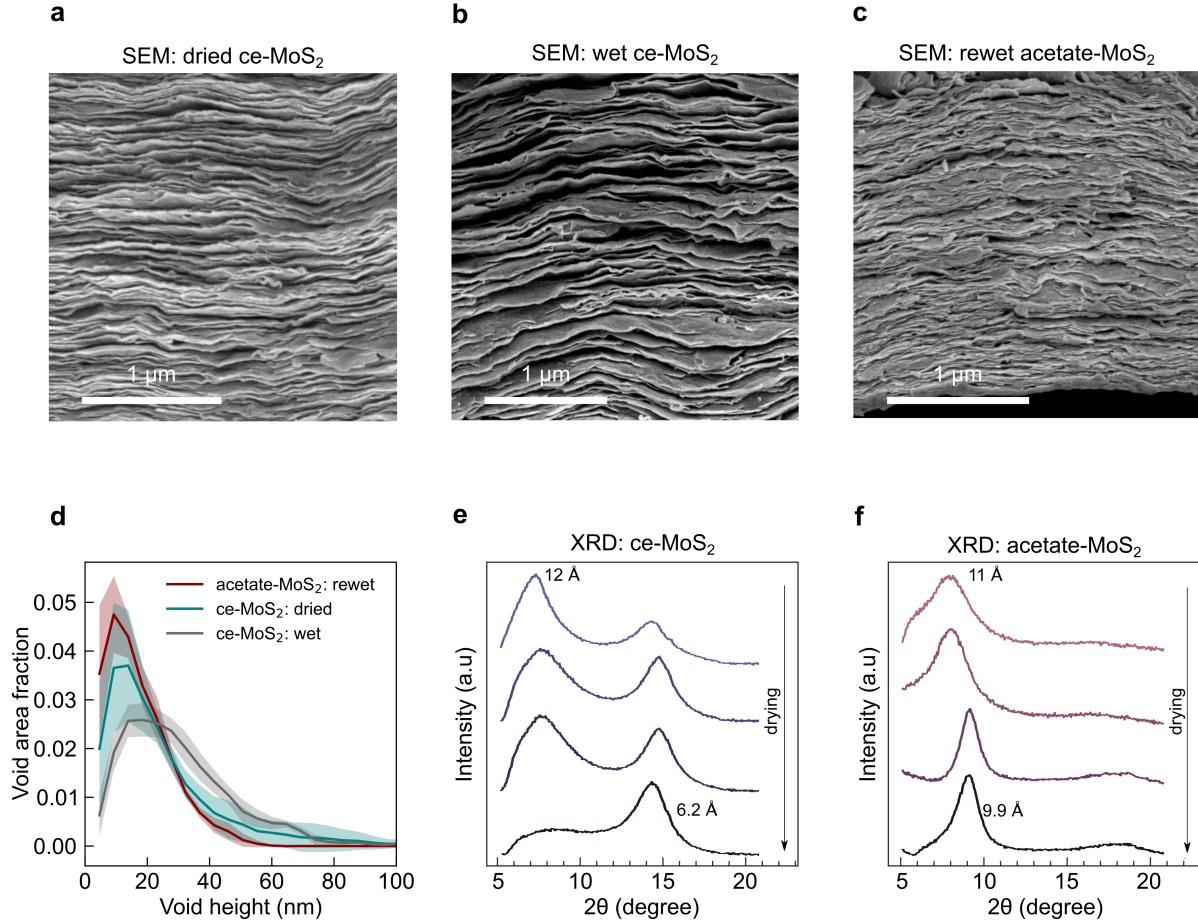 a
SEM: dried ce-MoS₂
1 μm
b
SEM: wet ce-MoS₂
1 μm
c
SEM: rewet acetate-MoS₂
1 μm
d
acetate-MoS₂: rewet
ce-MoS₂: dried
ce-MoS₂: wet
Void area fraction
0.05
0.04
0.03
0.02
0.01
0.00
0 20 40 60 80 100
Void height (nm)
e
XRD: ce-MoS₂
12 Å
6.2 Å
drying
Intensity (a.u)
5 10 15 20
2θ (degree)
f
XRD: acetate-MoS₂
11 Å
9.9 Å
drying
Intensity (a.u)
5 10 15 20
2θ (degree)